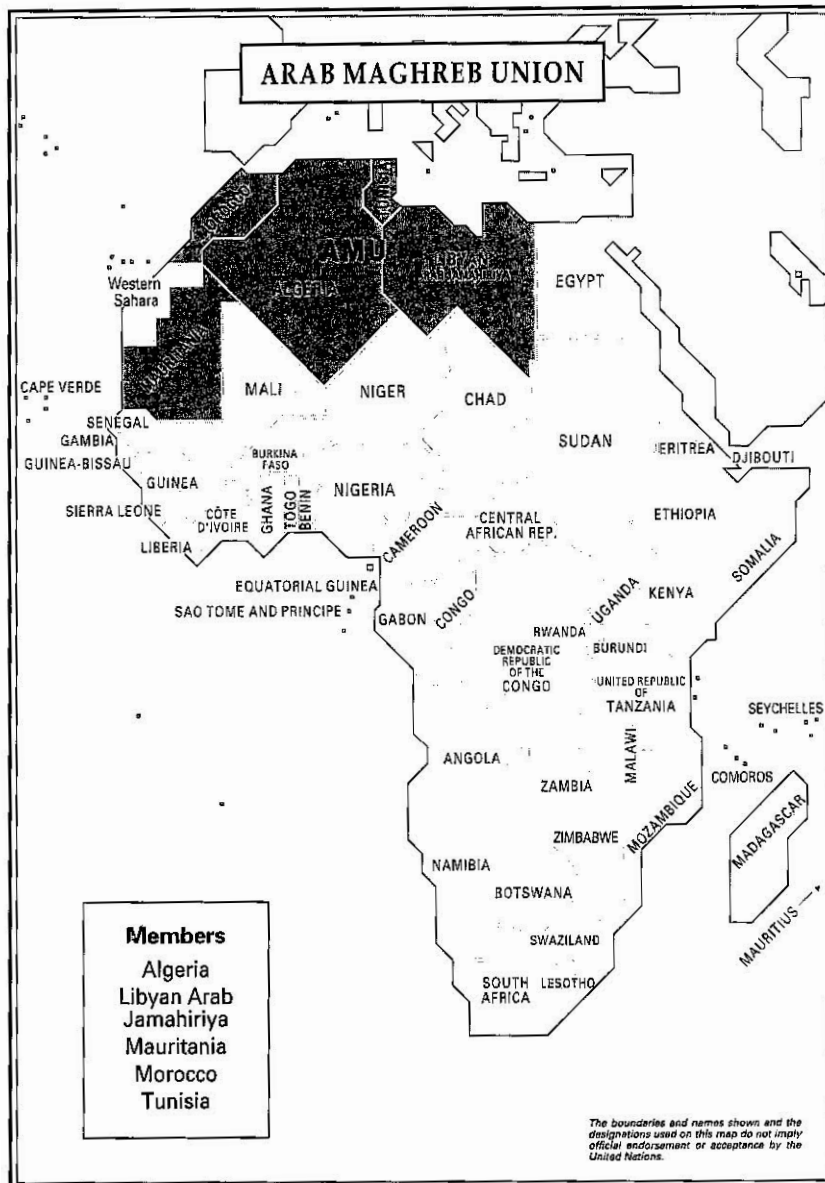 ARAB MAGHREB UNION
MOROCCO
TUNISIA
AMU
ALGERIA
LIBYAN
ARAB JAMAHIRIYA
EGYPT
Western
Sahara
MAURITANIA
CAPE VERDE
MALI
NIGER
CHAD
SENEGAL
GAMBIA
GUINEA-BISSAU
SUDAN
ERITREA
DJIBOUTI
BURKINA
FASO
GUINEA
NIGERIA
SIERRA LEONE
CÔTE
D'IVOIRE
GHANA
TOGO
BENIN
CENTRAL
AFRICAN REP.
ETHIOPIA
LIBERIA
CAMEROON
SOMALIA
EQUATORIAL GUINEA
SAO TOME AND PRINCIPE
GABON
CONGO
UGANDA
KENYA
RWANDA
BURUNDI
DEMOCRATIC
REPUBLIC
OF THE
CONGO
UNITED REPUBLIC
OF
TANZANIA
SEYCHELLES
ANGOLA
MALAWI
COMOROS
ZAMBIA
MOZAMBIQUE
MADAGASCAR
ZIMBABWE
NAMIBIA
BOTSWANA
MAURITIUS
SWAZILAND
SOUTH
AFRICA
LESOTHO
Members
Algeria
Libyan Arab
Jamahiriya
Mauritania
Morocco
Tunisia
The boundaries and names shown and the
designations used on this map do not imply
official endorsement or acceptance by the
United Nations.